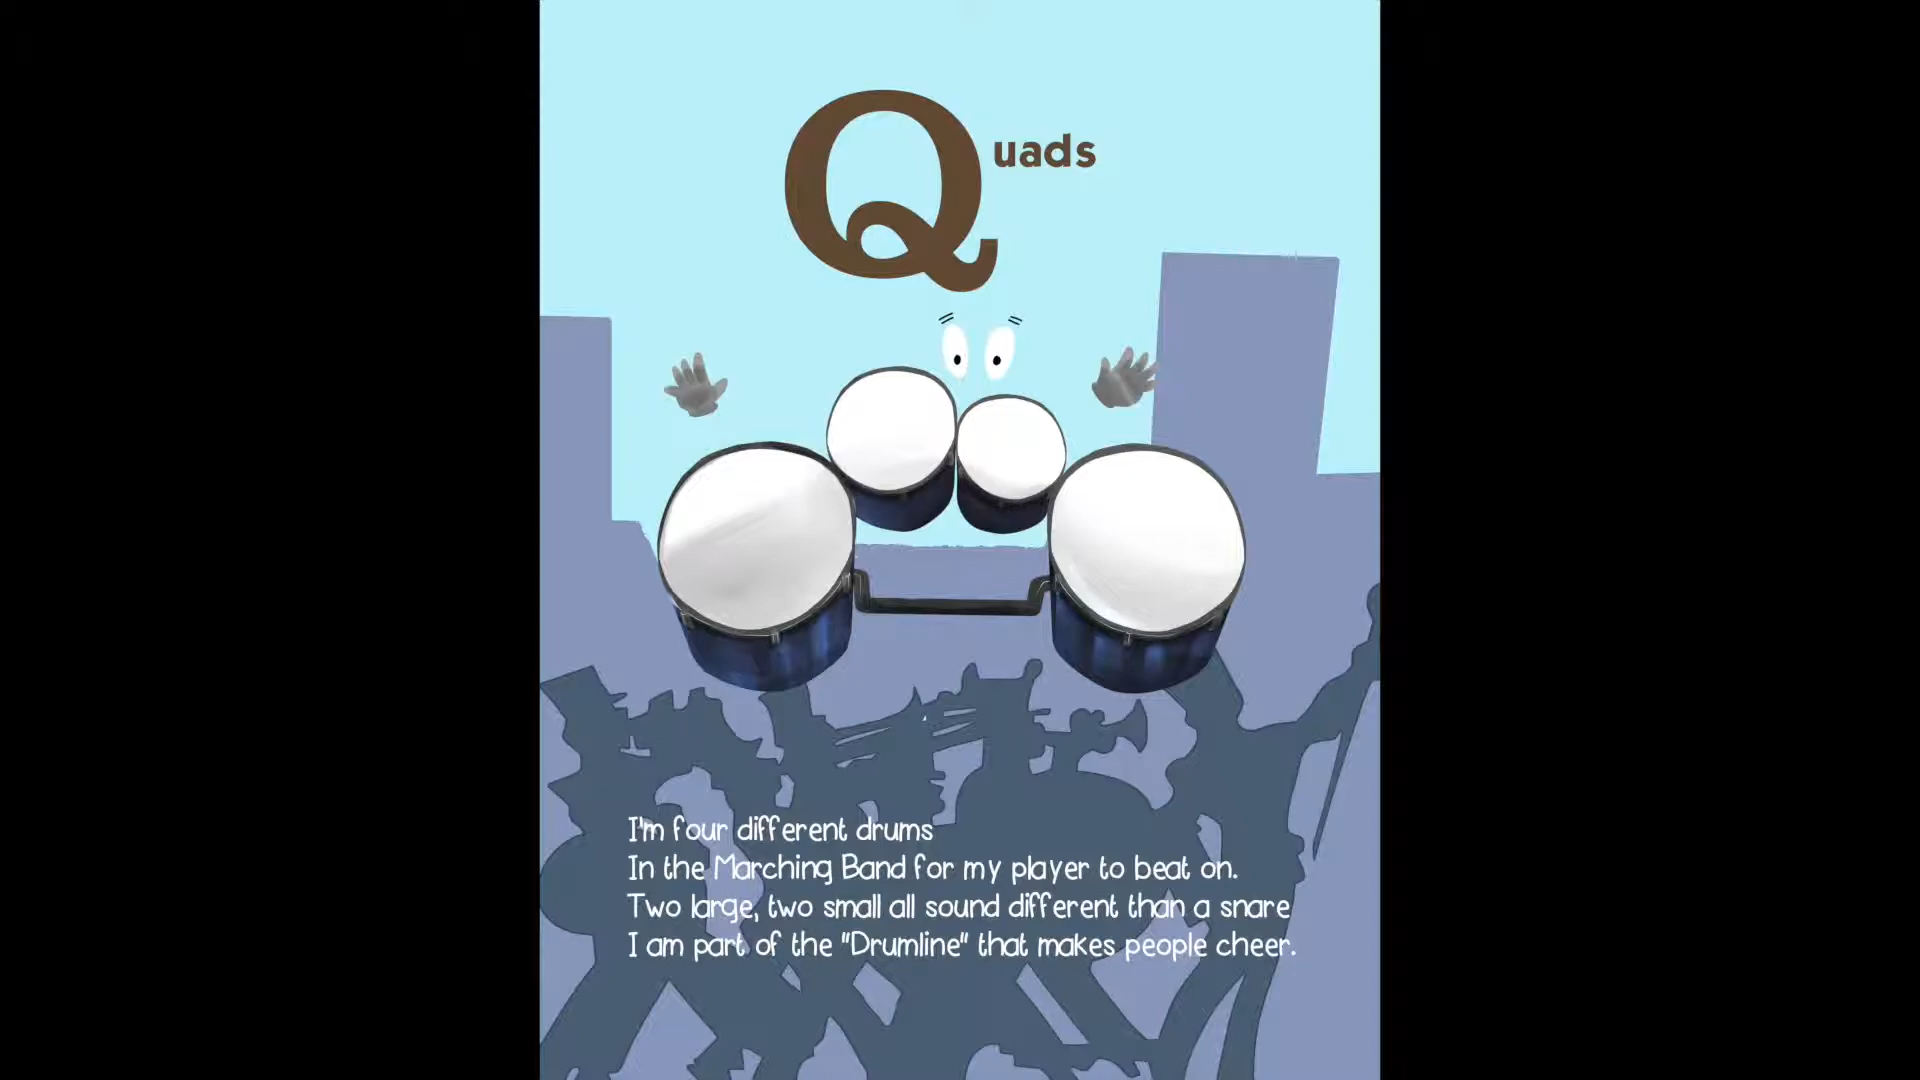 Quads
I'm four different drums
In the Marching Band for my player to beat on.
Two large, two small all sound different than a snare
I am part of the "Drumline" that makes people cheer.